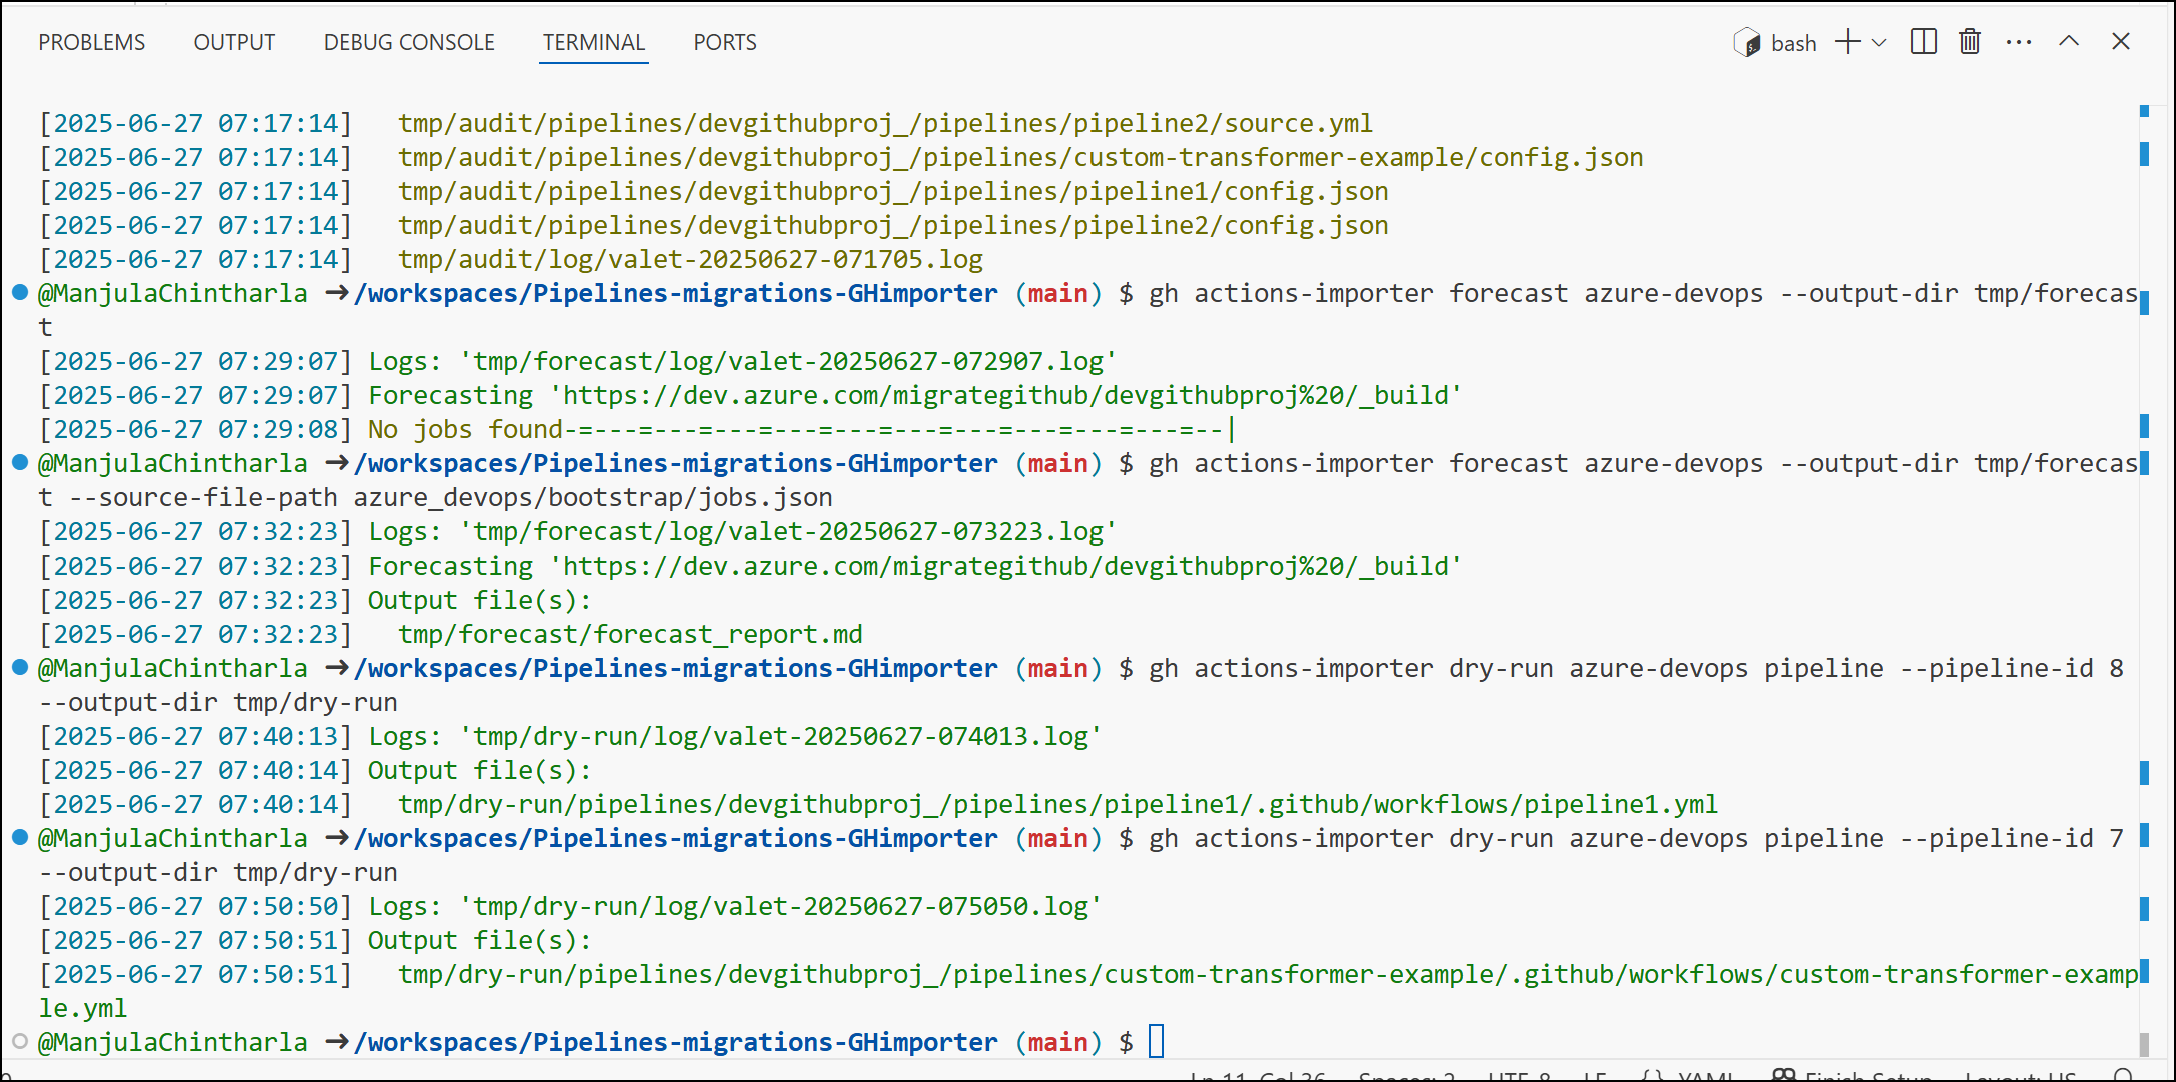 PROBLEMS OUTPUT DEBUG CONSOLE TERMINAL PORTS bash
[2025-06-27 07:17:14]   tmp/audit/pipelines/devgithubproj_/pipelines/pipeline2/source.yml
[2025-06-27 07:17:14]   tmp/audit/pipelines/devgithubproj_/pipelines/custom-transformer-example/config.json
[2025-06-27 07:17:14]   tmp/audit/pipelines/devgithubproj_/pipelines/pipeline1/config.json
[2025-06-27 07:17:14]   tmp/audit/pipelines/devgithubproj_/pipelines/pipeline2/config.json
[2025-06-27 07:17:14]   tmp/audit/log/valet-20250627-071705.log
@ManjulaChintharla ➜ /workspaces/Pipelines-migrations-GHimporter (main) $ gh actions-importer forecast azure-devops --output-dir tmp/forecas
t
[2025-06-27 07:29:07] Logs: 'tmp/forecast/log/valet-20250627-072907.log'
[2025-06-27 07:29:07] Forecasting 'https://dev.azure.com/migrategithub/devgithubproj%20/_build'
[2025-06-27 07:29:08] No jobs found-=---=---=---=---=---=---=---=---=---=---=--|
@ManjulaChintharla ➜ /workspaces/Pipelines-migrations-GHimporter (main) $ gh actions-importer forecast azure-devops --output-dir tmp/forecas
t --source-file-path azure_devops/bootstrap/jobs.json
[2025-06-27 07:32:23] Logs: 'tmp/forecast/log/valet-20250627-073223.log'
[2025-06-27 07:32:23] Forecasting 'https://dev.azure.com/migrategithub/devgithubproj%20/_build'
[2025-06-27 07:32:23] Output file(s):
[2025-06-27 07:32:23]   tmp/forecast/forecast_report.md
@ManjulaChintharla ➜ /workspaces/Pipelines-migrations-GHimporter (main) $ gh actions-importer dry-run azure-devops pipeline --pipeline-id 8
--output-dir tmp/dry-run
[2025-06-27 07:40:13] Logs: 'tmp/dry-run/log/valet-20250627-074013.log'
[2025-06-27 07:40:14] Output file(s):
[2025-06-27 07:40:14]   tmp/dry-run/pipelines/devgithubproj_/pipelines/pipeline1/.github/workflows/pipeline1.yml
@ManjulaChintharla ➜ /workspaces/Pipelines-migrations-GHimporter (main) $ gh actions-importer dry-run azure-devops pipeline --pipeline-id 7
--output-dir tmp/dry-run
[2025-06-27 07:50:50] Logs: 'tmp/dry-run/log/valet-20250627-075050.log'
[2025-06-27 07:50:51] Output file(s):
[2025-06-27 07:50:51]   tmp/dry-run/pipelines/devgithubproj_/pipelines/custom-transformer-example/.github/workflows/custom-transformer-examp
le.yml
@ManjulaChintharla ➜ /workspaces/Pipelines-migrations-GHimporter (main) $
Ln 11, Col 36 Spaces: 2 UTF-8 LF {} YAML Finish Setup Layout: US